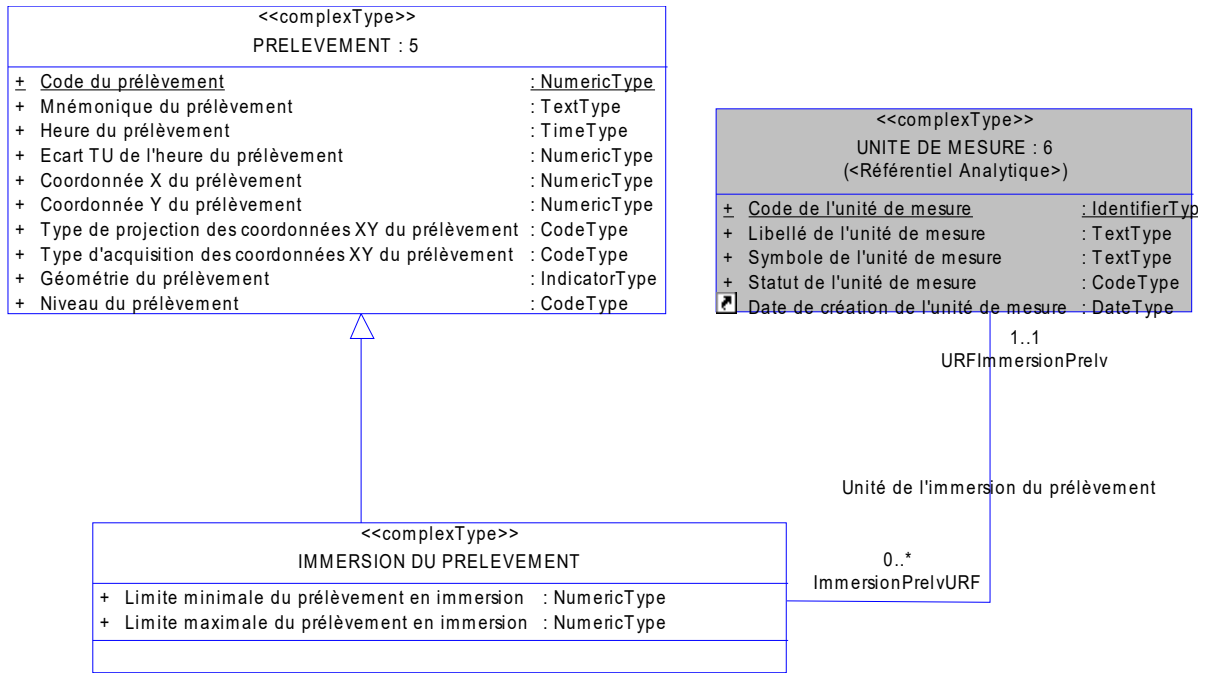 <<complexType>>
PRELEVEMENT : 5
+ Code du prélèvement : NumericType
+ Mnémonique du prélèvement : TextType
+ Heure du prélèvement : TimeType
+ Ecart TU de l'heure du prélèvement : NumericType
+ Coordonnée X du prélèvement : NumericType
+ Coordonnée Y du prélèvement : NumericType
+ Type de projection des coordonnées XY du prélèvement : CodeType
+ Type d'acquisition des coordonnées XY du prélèvement : CodeType
+ Géométrie du prélèvement : IndicatorType
+ Niveau du prélèvement : CodeType
<<complexType>>
UNITE DE MESURE : 6
(<Référentiel Analytique>)
+ Code de l'unité de mesure : IdentifierTyp
+ Libellé de l'unité de mesure : TextType
+ Symbole de l'unité de mesure : TextType
+ Statut de l'unité de mesure : CodeType
Date de création de l'unité de mesure : DateType
1..1
URFImmersionPrelv
Unité de l'immersion du prélèvement
0..*
ImmersionPrelvURF
<<complexType>>
IMMERSION DU PRELEVEMENT
+ Limite minimale du prélèvement en immersion : NumericType
+ Limite maximale du prélèvement en immersion : NumericType